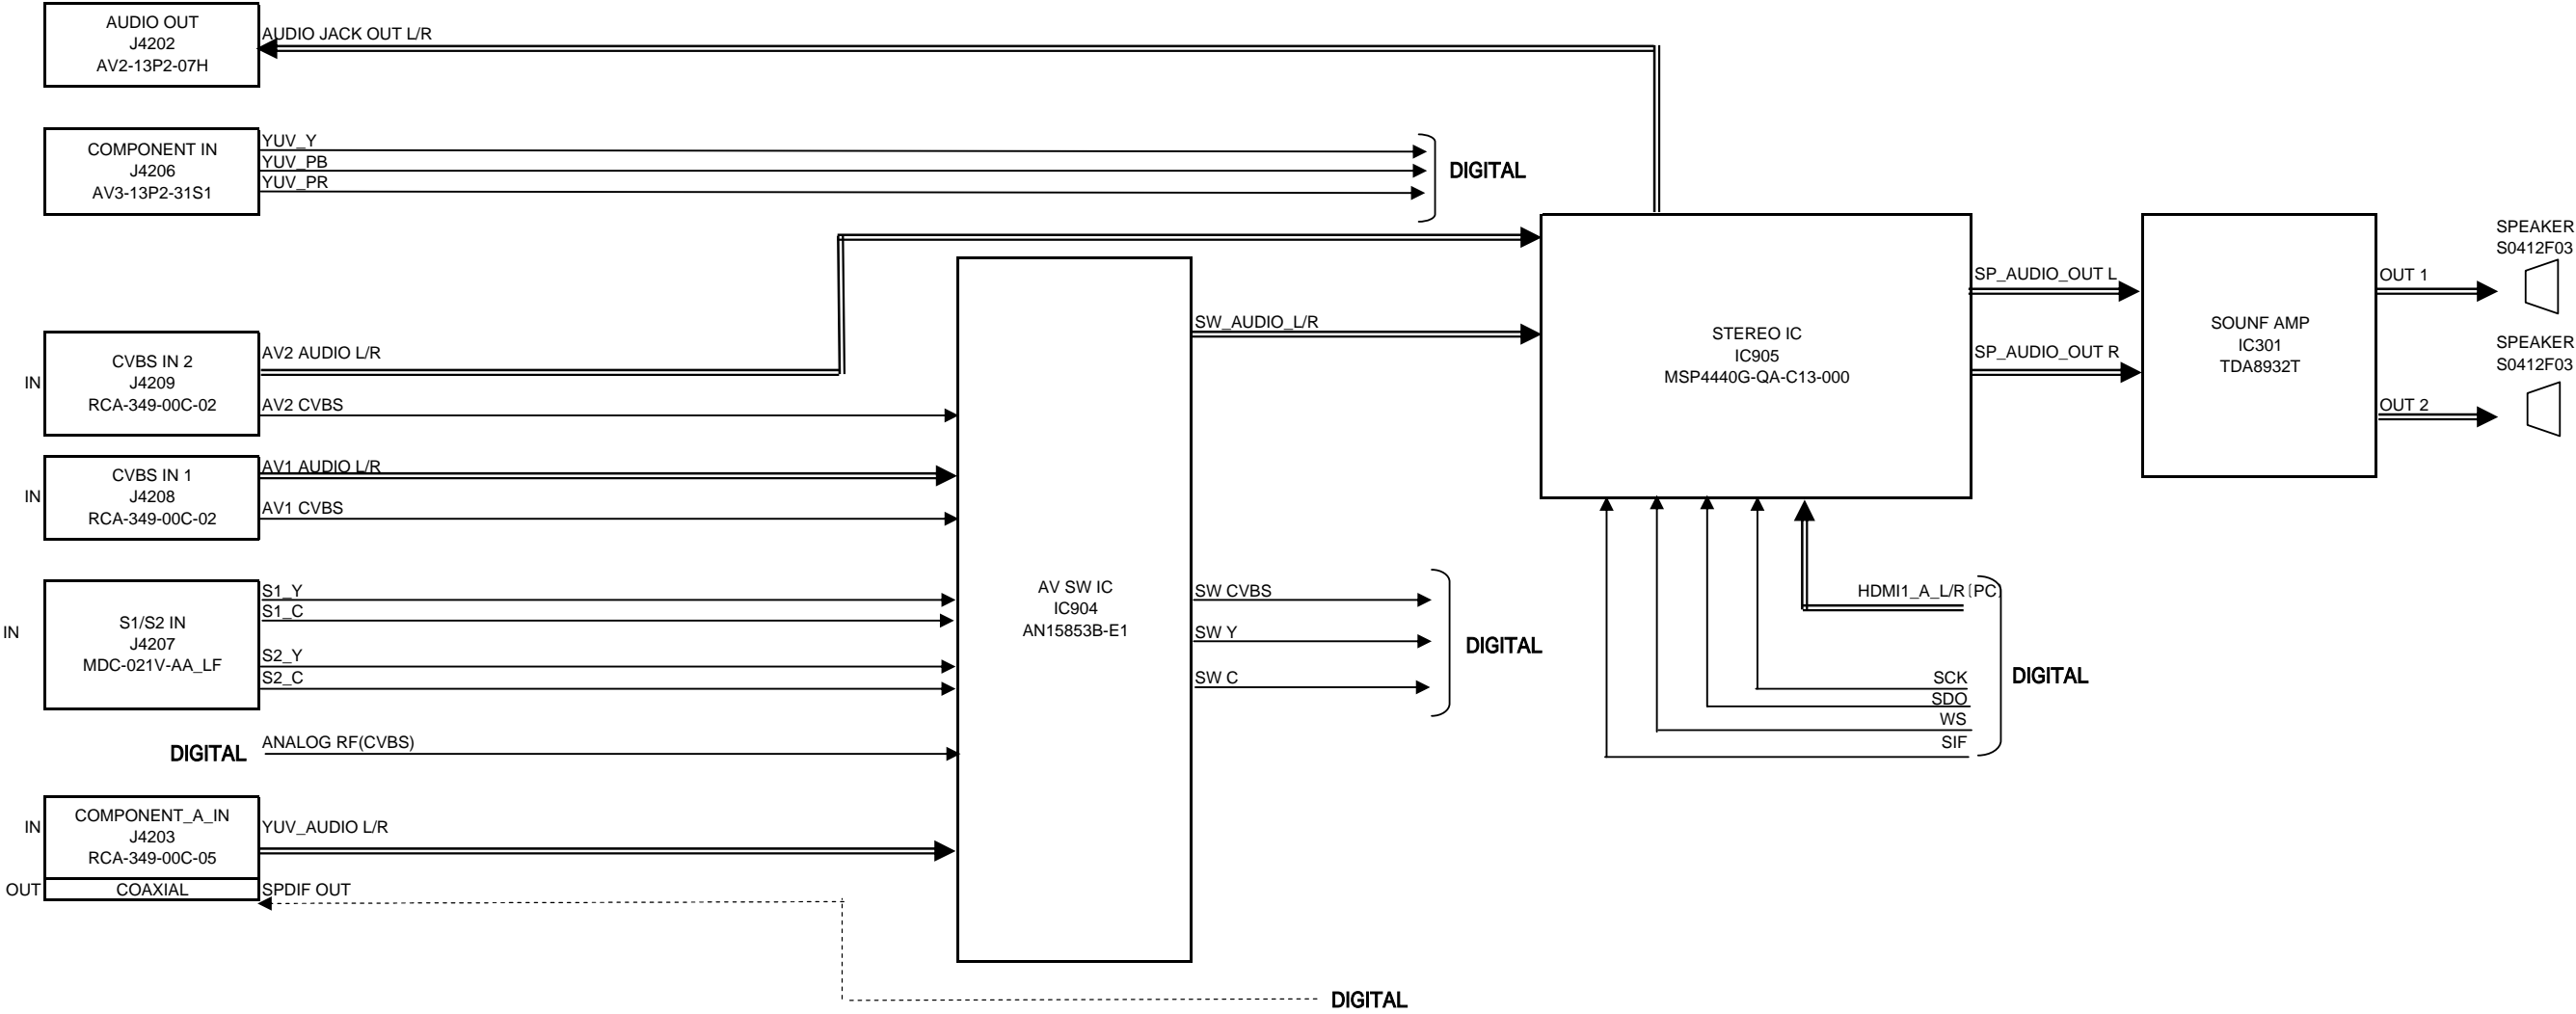 AUDIO OUT
J4202
AV2-13P2-07H
AUDIO JACK OUT L/R
COMPONENT IN
J4206
AV3-13P2-31S1
YUV_Y
YUV_PB
YUV_PR
DIGITAL
IN
CVBS IN 2
J4209
RCA-349-00C-02
AV2 AUDIO L/R
AV2 CVBS
IN
CVBS IN 1
J4208
RCA-349-00C-02
AV1 AUDIO L/R
AV1 CVBS
IN
S1/S2 IN
J4207
MDC-021V-AA_LF
S1_Y
S1_C
S2_Y
S2_C
DIGITAL
ANALOG RF(CVBS)
IN
COMPONENT_A_IN
J4203
RCA-349-00C-05
YUV_AUDIO L/R
OUT
COAXIAL
SPDIF OUT
DIGITAL
AV SW IC
IC904
AN15853B-E1
SW_AUDIO_L/R
SW CVBS
SW Y
SW C
DIGITAL
STEREO IC
IC905
MSP4440G-QA-C13-000
HDMI1_A_L/R(PC)
SCK
SDO
WS
SIF
DIGITAL
SP_AUDIO_OUT L
SP_AUDIO_OUT R
SOUNF AMP
IC301
TDA8932T
OUT 1
OUT 2
SPEAKER
S0412F03
SPEAKER
S0412F03